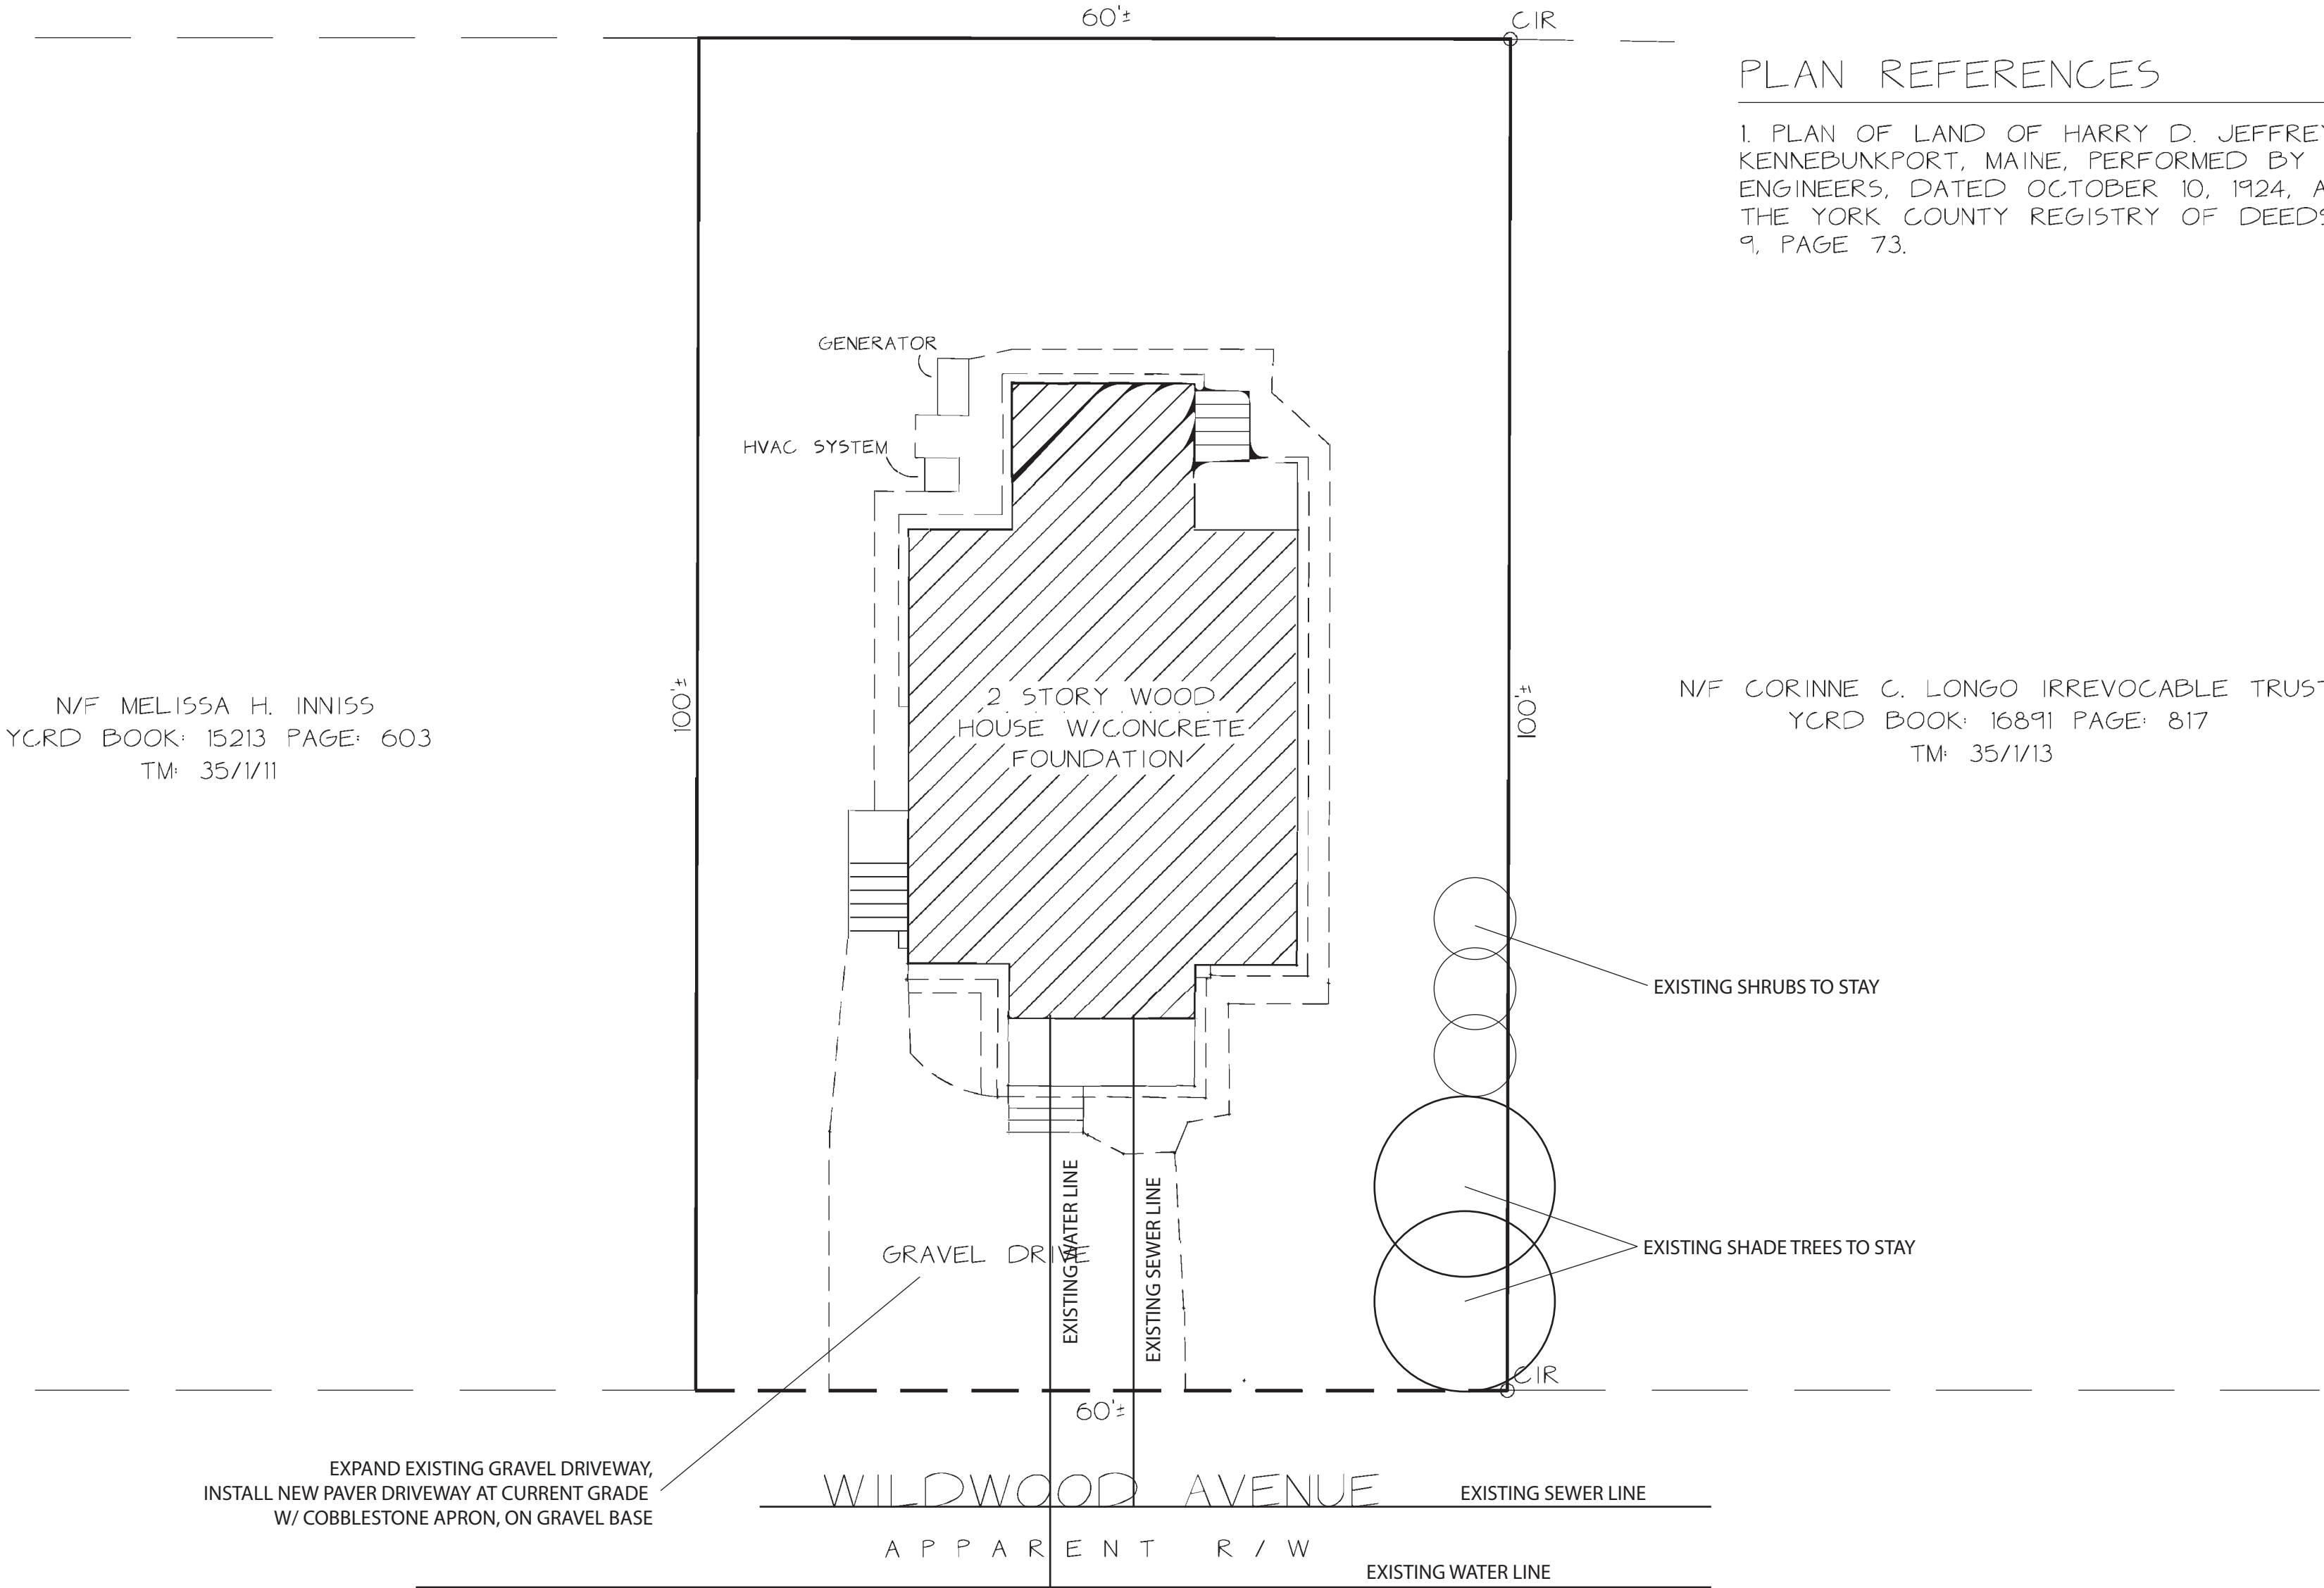 60'±
CIR
PLAN REFERENCES
1. PLAN OF LAND OF HARRY D.
KENNEBUNKPORT, MAINE, PERFORMED BY
ENGINEERS, DATED OCTOBER 10, 1924,
THE YORK COUNTY REGISTRY OF
9, PAGE 73.
GENERATOR
HVAC SYSTEM
N/F MELISSA H. INNISS
YCRD BOOK: 15213 PAGE: 603
TM: 35/1/11
100'±
2 STORY WOOD
HOUSE W/CONCRETE
FOUNDATION
100'±
N/F CORINNE C. LONGO IRREVOCABLE TRUST
YCRD BOOK: 16891 PAGE: 817
TM: 35/1/13
EXISTING SHRUBS TO STAY
EXISTING WATER LINE
EXISTING SEWER LINE
GRAVEL DRIVE
EXISTING SHADE TREES TO STAY
CIR
60'±
EXPAND EXISTING GRAVEL DRIVEWAY,
INSTALL NEW PAVER DRIVEWAY AT CURRENT GRADE
W/ COBBLESTONE APRON, ON GRAVEL BASE
WILDWOOD AVENUE
EXISTING SEWER LINE
APPARENT R/W
EXISTING WATER LINE